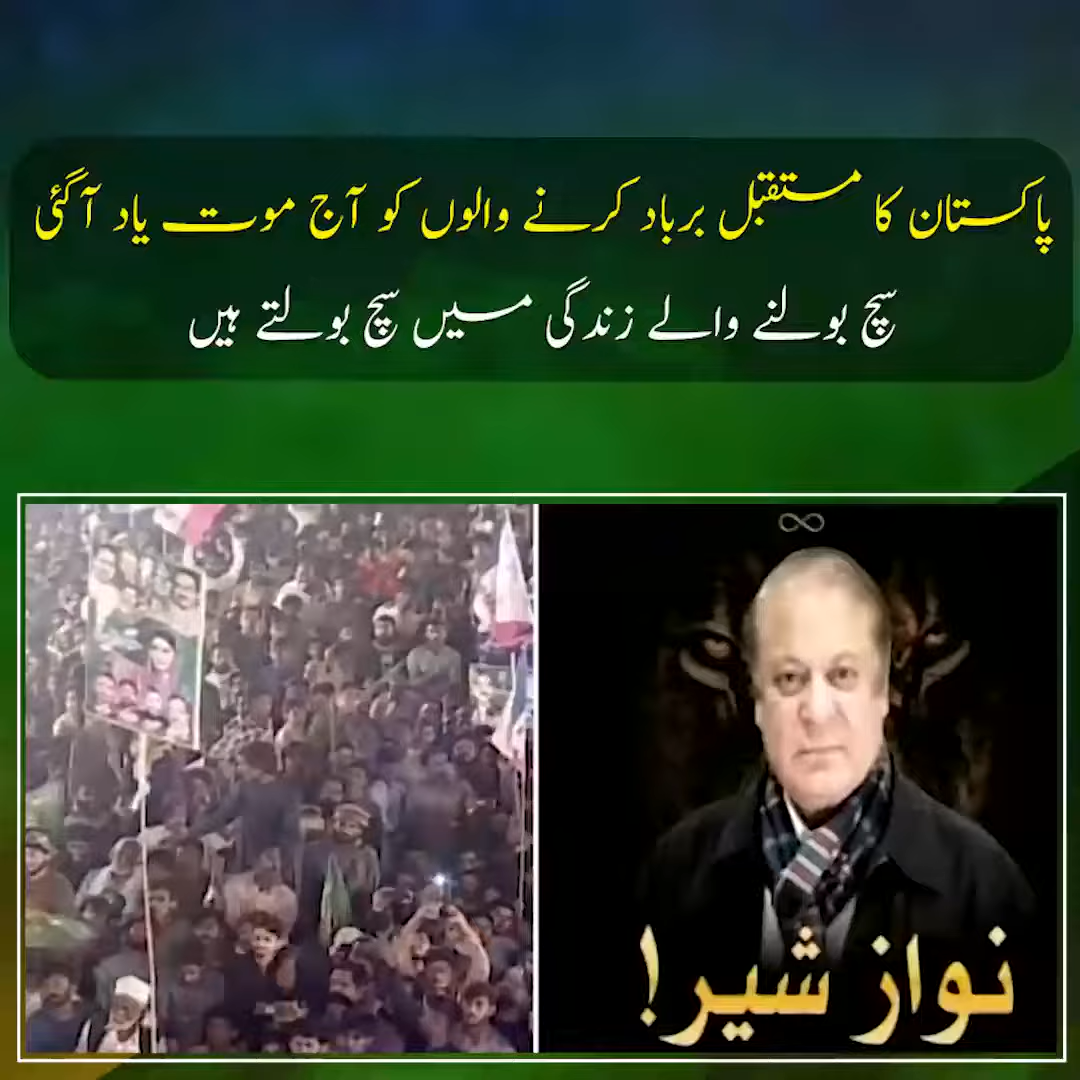 پاکستان کا مستقبل برباد کرنے والوں کو آج موت یاد آگئی
سچ بولنے والے زندگی میں سچ بولتے ہیں
نواز شیر!